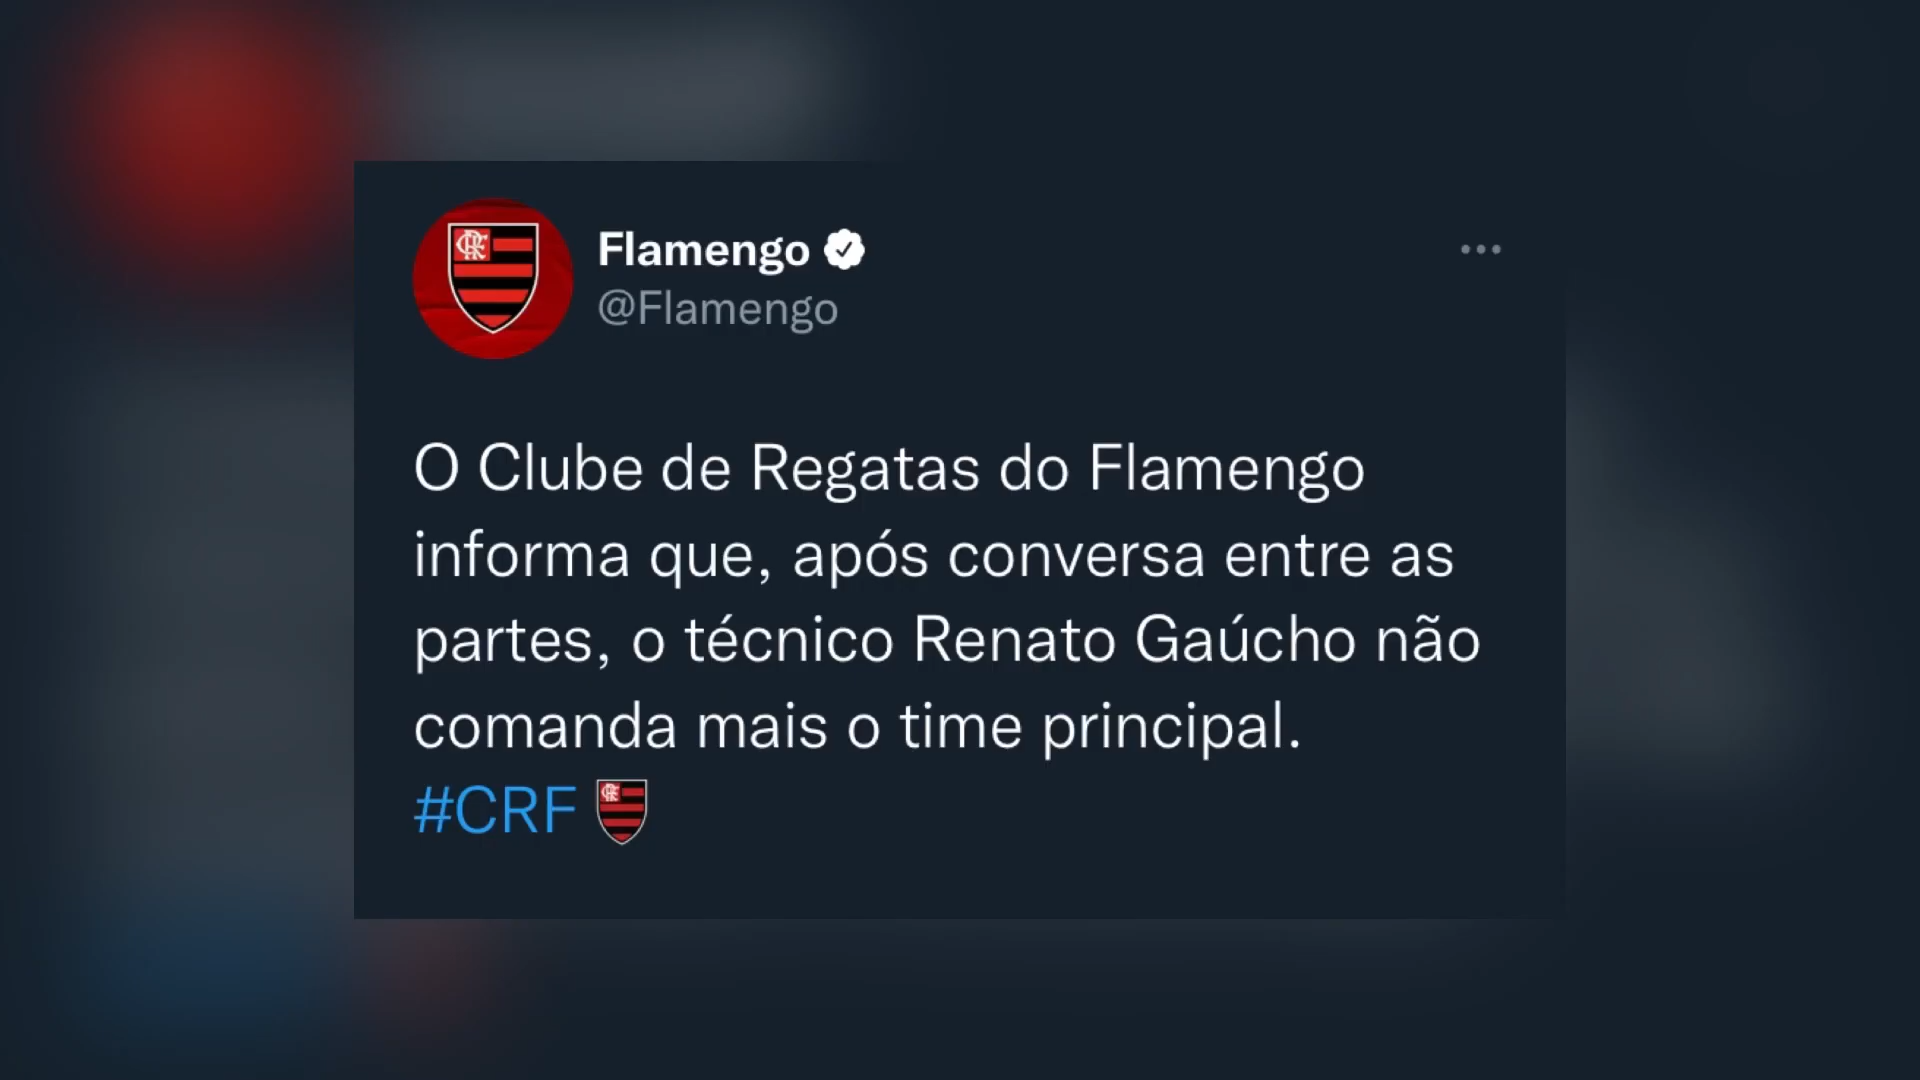 Flamengo
@Flamengo
O Clube de Regatas do Flamengo
informa que, após conversa entre as
partes, o técnico Renato Gaúcho não
comanda mais o time principal.
#CRF